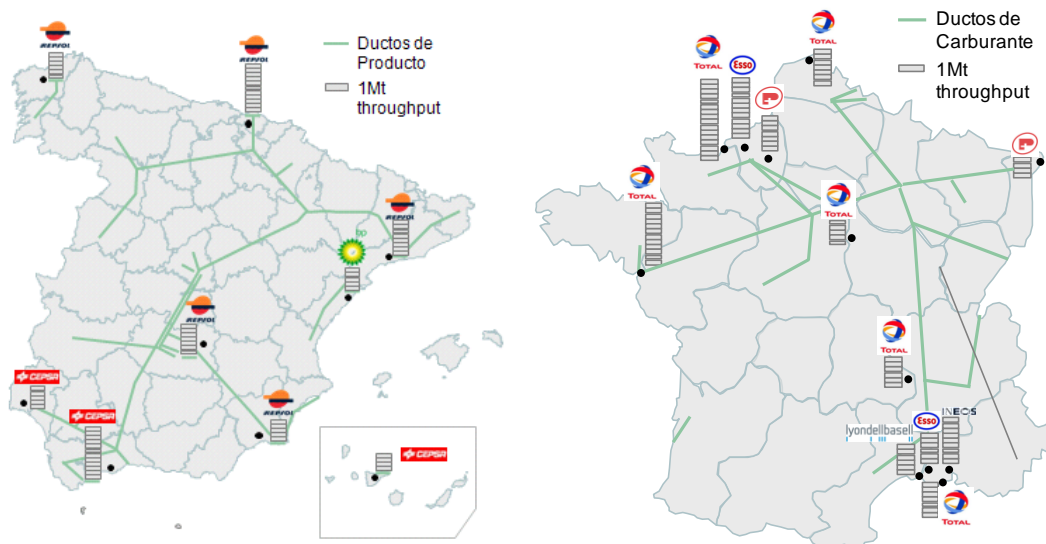 REPSOL
REPSOL
Ductos de
Producto
1Mt
throughput
REPSOL
bp
REPSOL
CEPSA
CEPSA
REPSOL
CEPSA
TOTAL
TOTAL
Esso
Ductos de
Carburante
1Mt
throughput
TOTAL
TOTAL
TOTAL
lyondellbasell
Esso
INEOS
TOTAL